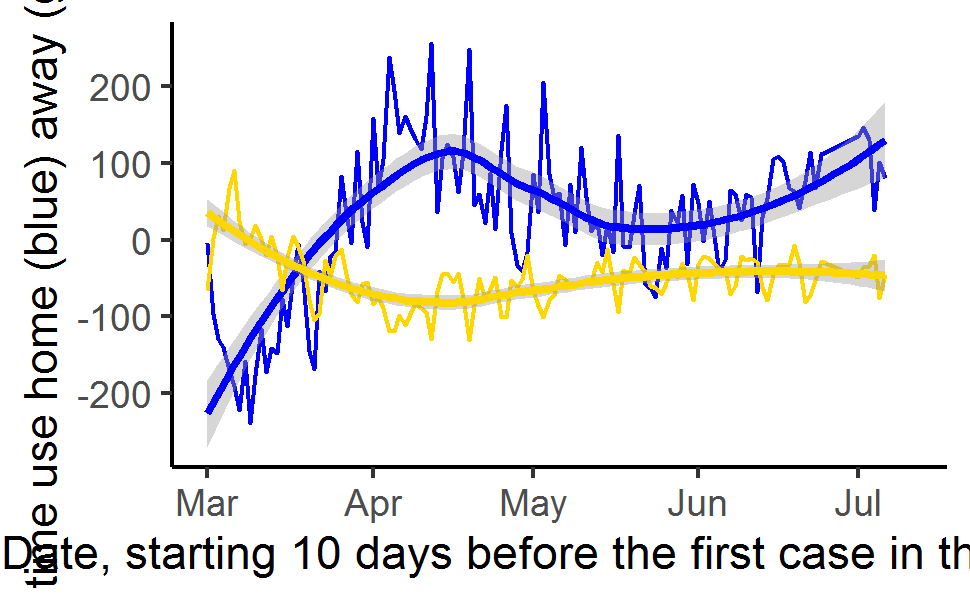 time use home (blue) away (
200
100
0
-100
-200
Mar Apr May Jun Jul
Date, starting 10 days before the first case in th